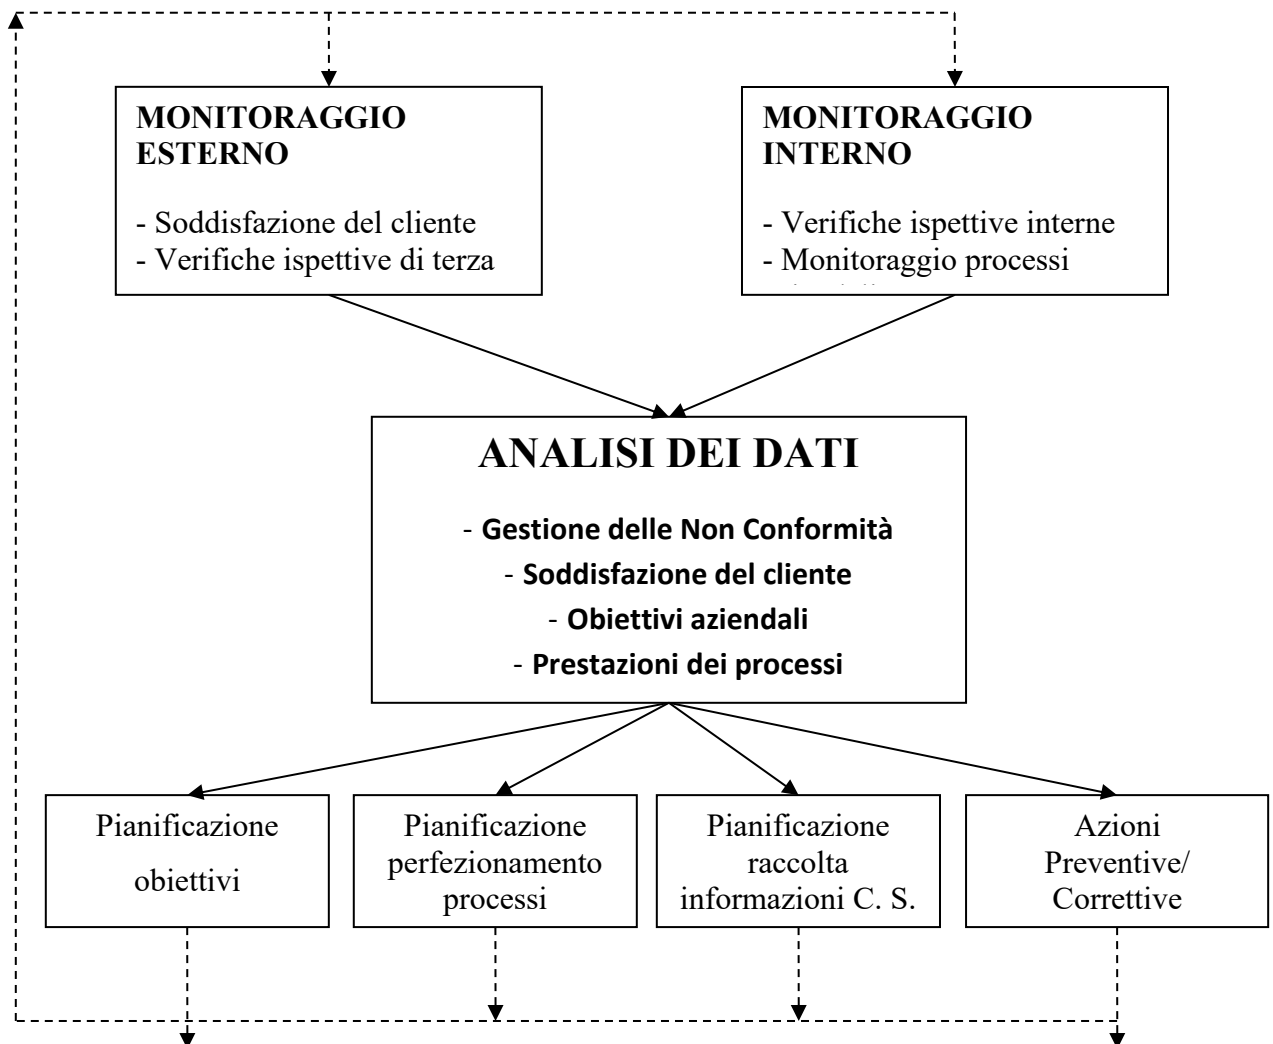 MONITORAGGIO
ESTERNO
- Soddisfazione del cliente
- Verifiche ispettive di terza
MONITORAGGIO
INTERNO
- Verifiche ispettive interne
- Monitoraggio processi
ANALISI DEI DATI
- Gestione delle Non Conformità
- Soddisfazione del cliente
- Obiettivi aziendali
- Prestazioni dei processi
Pianificazione
obiettivi
Pianificazione
perfezionamento
processi
Pianificazione
raccolta
informazioni C. S.
Azioni
Preventive/
Correttive